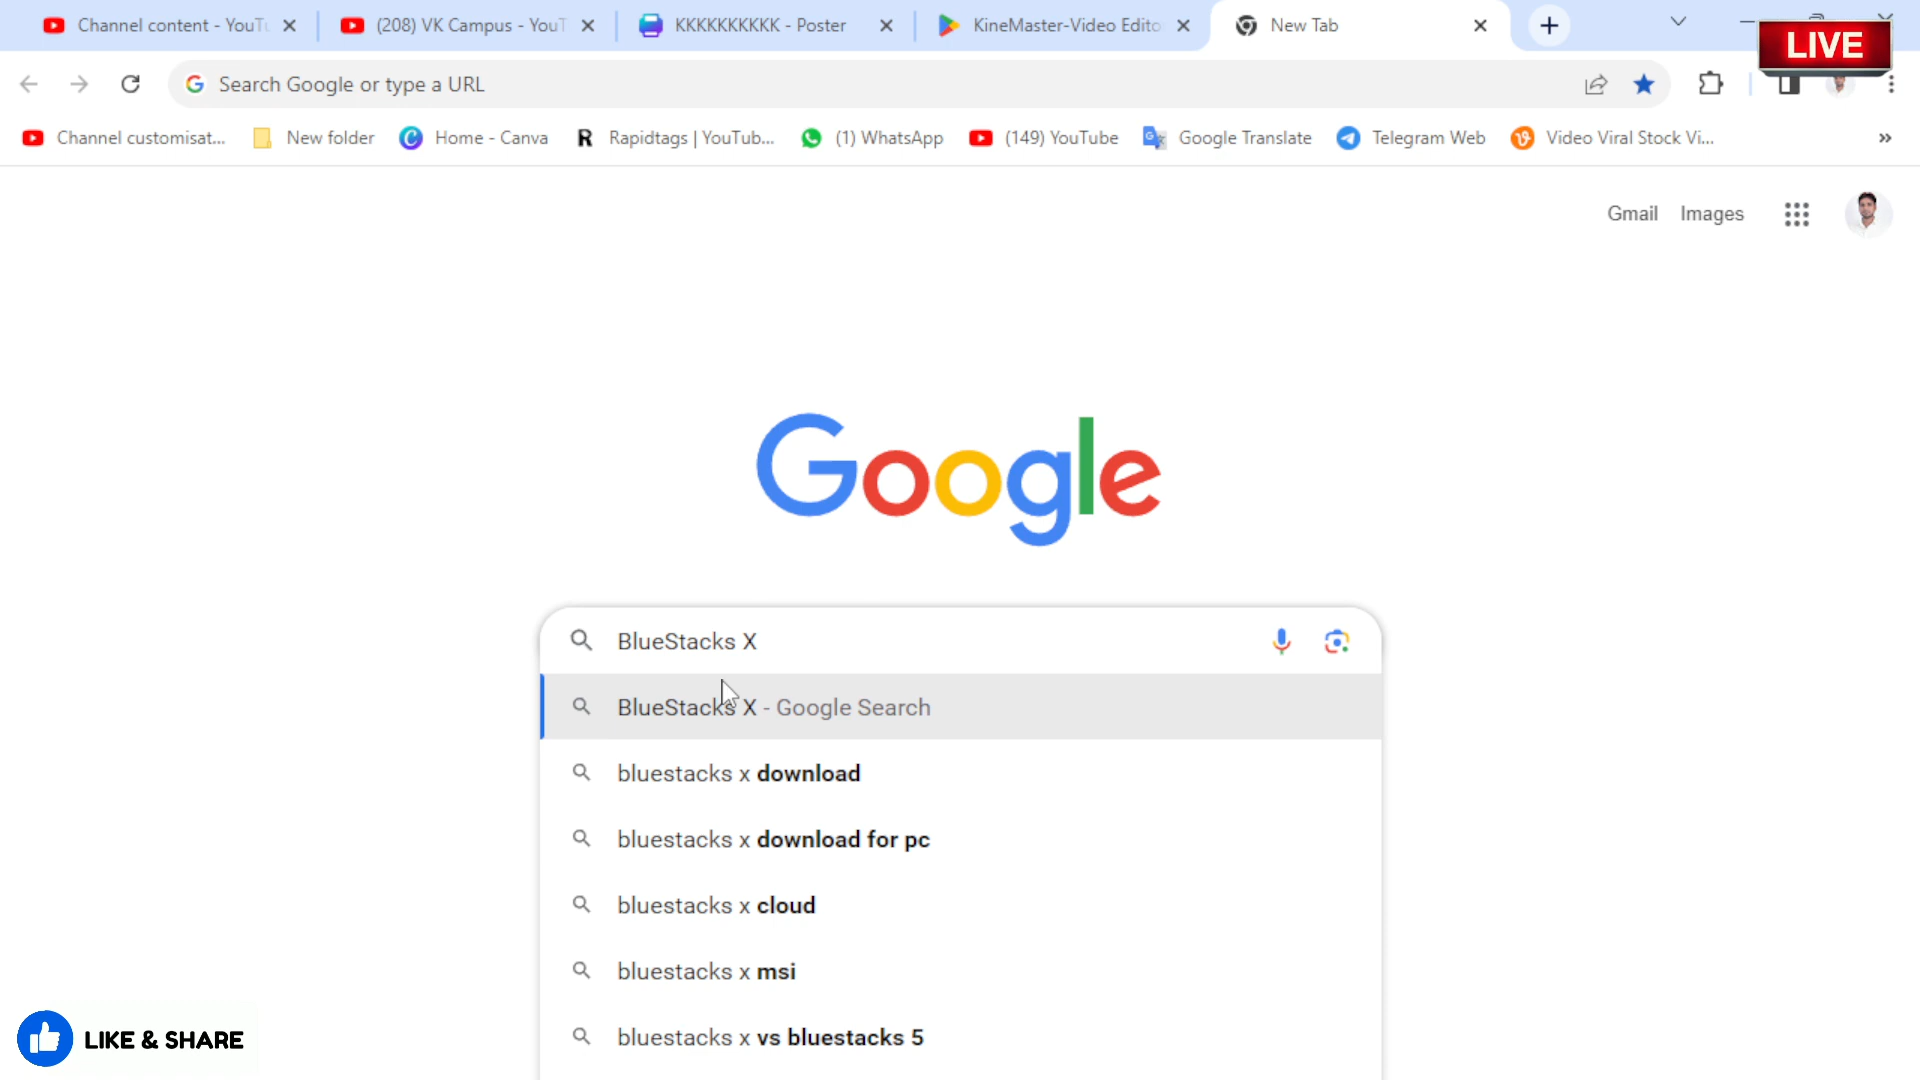 Channel content - YouTu
(208) VK Campus - YouT
KKKKKKKKKK - Poster
KineMaster-Video Edito
New Tab
LIVE
Search Google or type a URL
Channel customisat...
New folder
Home - Canva
Rapidtags | YouTub...
(1) WhatsApp
(149) YouTube
Google Translate
Telegram Web
Video Viral Stock Vi...
Gmail
Images
Google
BlueStacks X
BlueStacks X - Google Search
bluestacks x download
bluestacks x download for pc
bluestacks x cloud
bluestacks x msi
bluestacks x vs bluestacks 5
LIKE & SHARE